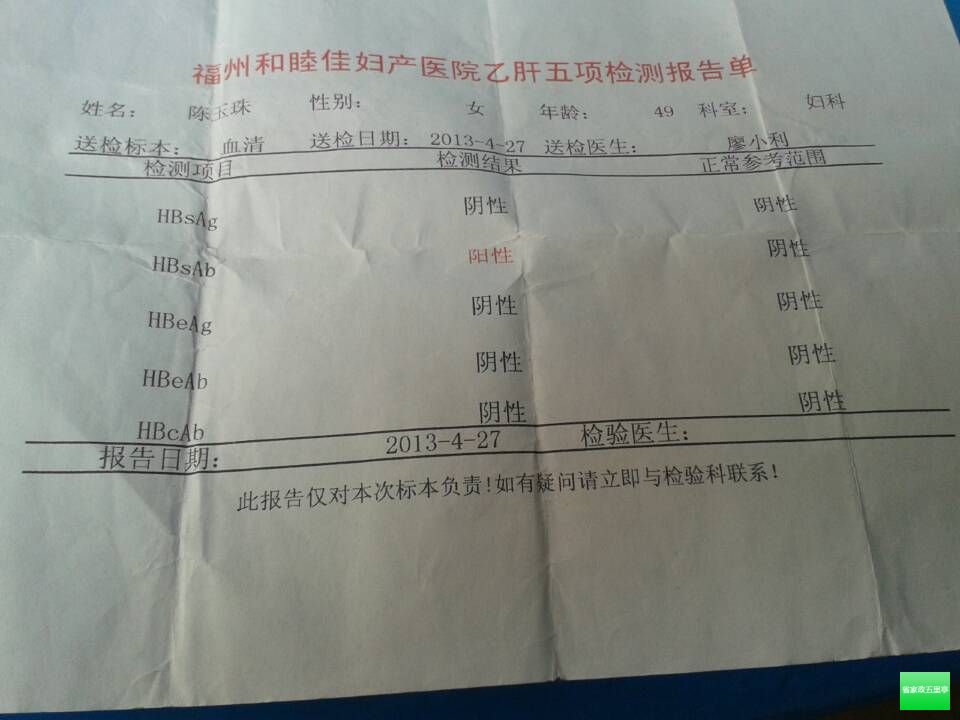 福州和睦佳妇产医院乙肝五项检测报告单
姓名： 陈玉珠 性别： 女 年龄： 49 科室： 妇科
送检标本： 血清 送检日期： 2013-4-27 送检医生： 廖小利
检测项目 检测结果 正常参考范围
HBsAg 阴性 阴性
HBsAb 阳性 阴性
HBeAg 阴性 阴性
HBeAb 阴性 阴性
HBcAb 阴性 阴性
报告日期： 2013-4-27 检验医生：
此报告仅对本次标本负责!如有疑问请立即与检验科联系!
省家政五里亭